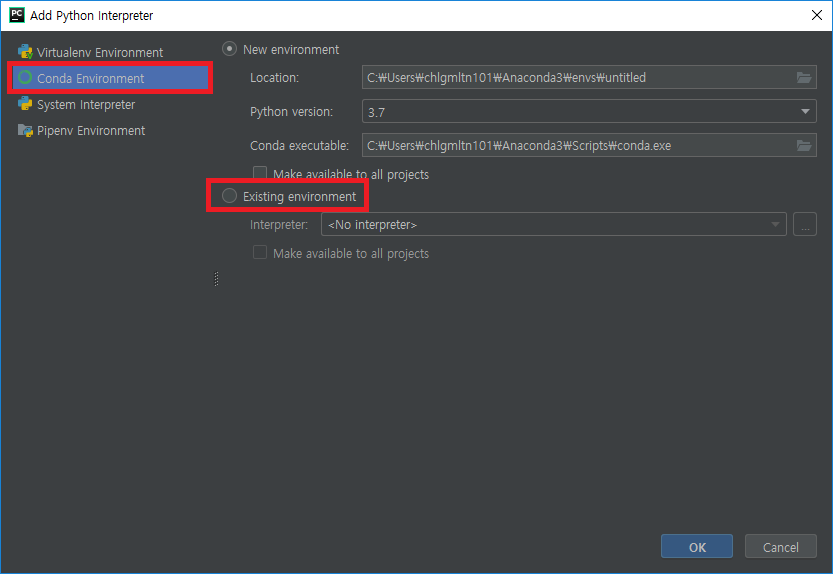 PC
Add Python Interpreter
Virtualenv Environment
Conda Environment
System Interpreter
Pipenv Environment
New environment
Location: C:₩Users₩chlgmltn101₩Anaconda3₩envs₩untitled
Python version: 3.7
Conda executable: C:₩Users₩chlgmltn101₩Anaconda3₩Scripts₩conda.exe
Make available to all projects
Existing environment
Interpreter: <No interpreter> ...
Make available to all projects
OK Cancel